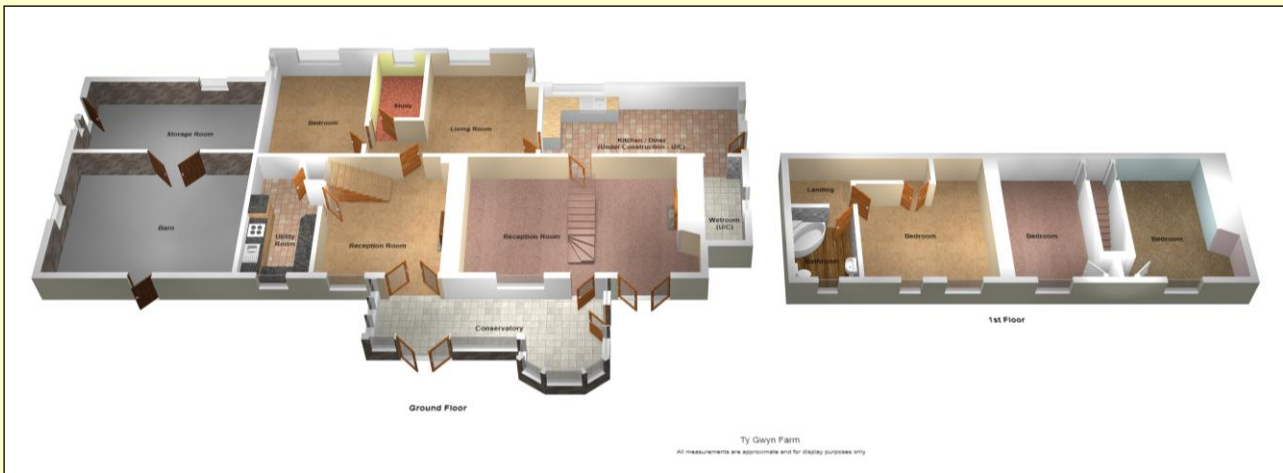 Storage Room
Bedroom
Study
Living Room
Kitchen / Diner
(Under Construction - U/C)
Barn
Utility
Room
Reception Room
Reception Room
Wetroom
(U/C)
Conservatory
Ground Floor
Landing
Bathroom
Bedroom
Bedroom
Bedroom
1st Floor
Ty Gwyn Farm
All measurements are approximate and for display purposes only